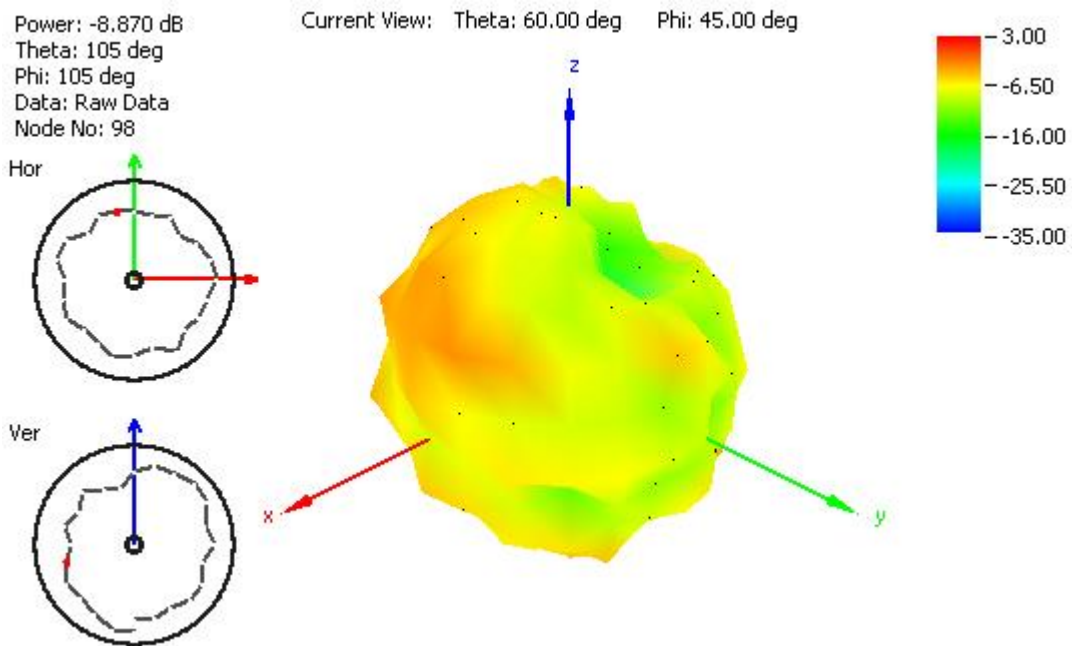 Power: -8.870 dB
Theta: 105 deg
Phi: 105 deg
Data: Raw Data
Node No: 98
Current View: Theta: 60.00 deg Phi: 45.00 deg
3.00
-6.50
-16.00
-25.50
-35.00
Hor
Ver
z
x
y